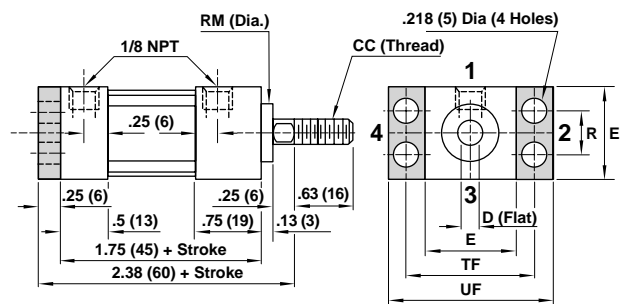 RM (Dia.)
.218 (5) Dia (4 Holes)
1/8 NPT
CC (Thread)
1
.25 (6)
4
2
R
E
3
.25 (6)
.25 (6)
.63 (16)
D (Flat)
.5 (13)
.75 (19)
.13 (3)
E
1.75 (45) + Stroke
TF
2.38 (60) + Stroke
UF